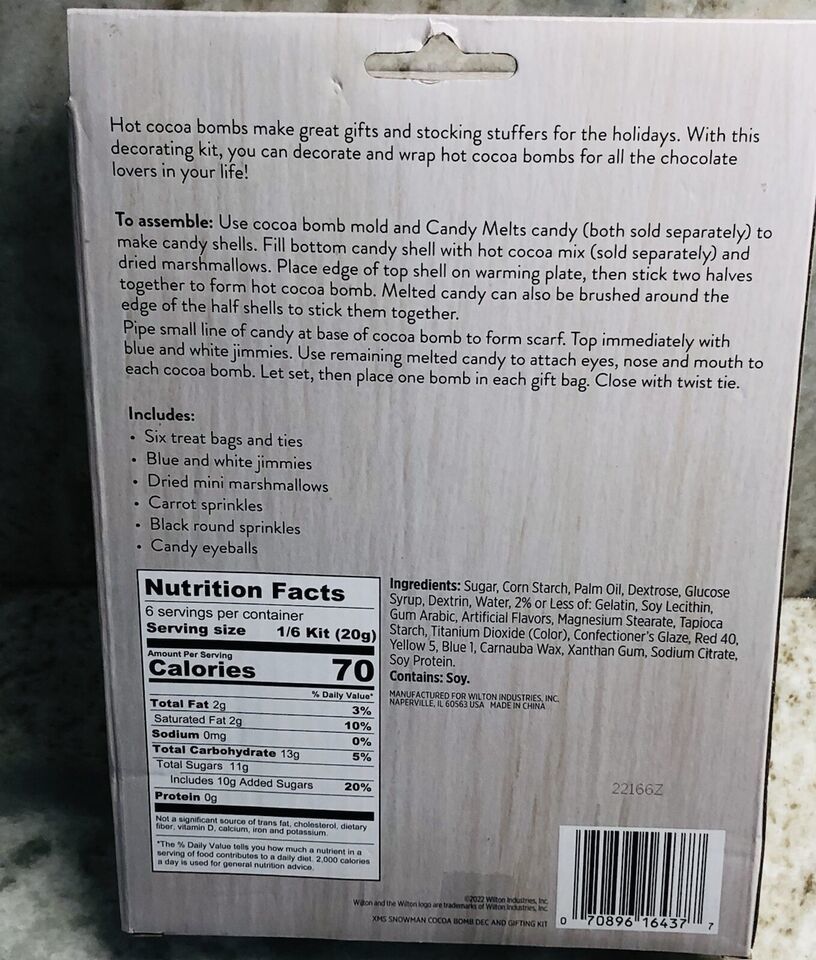 Hot cocoa bombs make great gifts and stocking stuffers for the holidays. With this
decorating kit, you can decorate and wrap hot cocoa bombs for all the chocolate
lovers in your life!
To assemble: Use cocoa bomb mold and Candy Melts candy (both sold separately) to
make candy shells. Fill bottom candy shell with hot cocoa mix (sold separately) and
dried marshmallows. Place edge of top shell on warming plate, then stick two halves
together to form hot cocoa bomb. Melted candy can also be brushed around the
edge of the half shells to stick them together.
Pipe small line of candy at base of cocoa bomb to form scarf. Top immediately with
blue and white jimmies. Use remaining melted candy to attach eyes, nose and mouth to
each cocoa bomb. Let set, then place one bomb in each gift bag. Close with twist tie.
Includes:
• Six treat bags and ties
• Blue and white jimmies
• Dried mini marshmallows
• Carrot sprinkles
• Black round sprinkles
• Candy eyeballs
Nutrition Facts
6 servings per container
Serving size 1/6 Kit (20g)
Amount Per Serving
Calories 70
% Daily Value*
Total Fat 2g 3%
Saturated Fat 2g 10%
Sodium 0mg 0%
Total Carbohydrate 13g 5%
Total Sugars 11g
Includes 10g Added Sugars 20%
Protein 0g
Not a significant source of trans fat, cholesterol, dietary
fiber, vitamin D, calcium, iron and potassium.
*The % Daily Value tells you how much a nutrient in a
serving of food contributes to a daily diet. 2,000 calories
a day is used for general nutrition advice.
Ingredients: Sugar, Corn Starch, Palm Oil, Dextrose, Glucose
Syrup, Dextrin, Water, 2% or Less of: Gelatin, Soy Lecithin,
Gum Arabic, Artificial Flavors, Magnesium Stearate, Tapioca
Starch, Titanium Dioxide (Color), Confectioner's Glaze, Red 40,
Yellow 5, Blue 1, Carnauba Wax, Xanthan Gum, Sodium Citrate,
Soy Protein.
Contains: Soy.
MANUFACTURED FOR WILTON INDUSTRIES, INC.
NAPERVILLE, IL 60563 USA MADE IN CHINA
22166Z
©2022 Wilton Industries, Inc.
Wilton and the Wilton logo are trademarks of Wilton Industries, Inc.
XMS SNOWMAN COCOA BOMB DEC AND GIFTING KIT
0 70896 16437 7